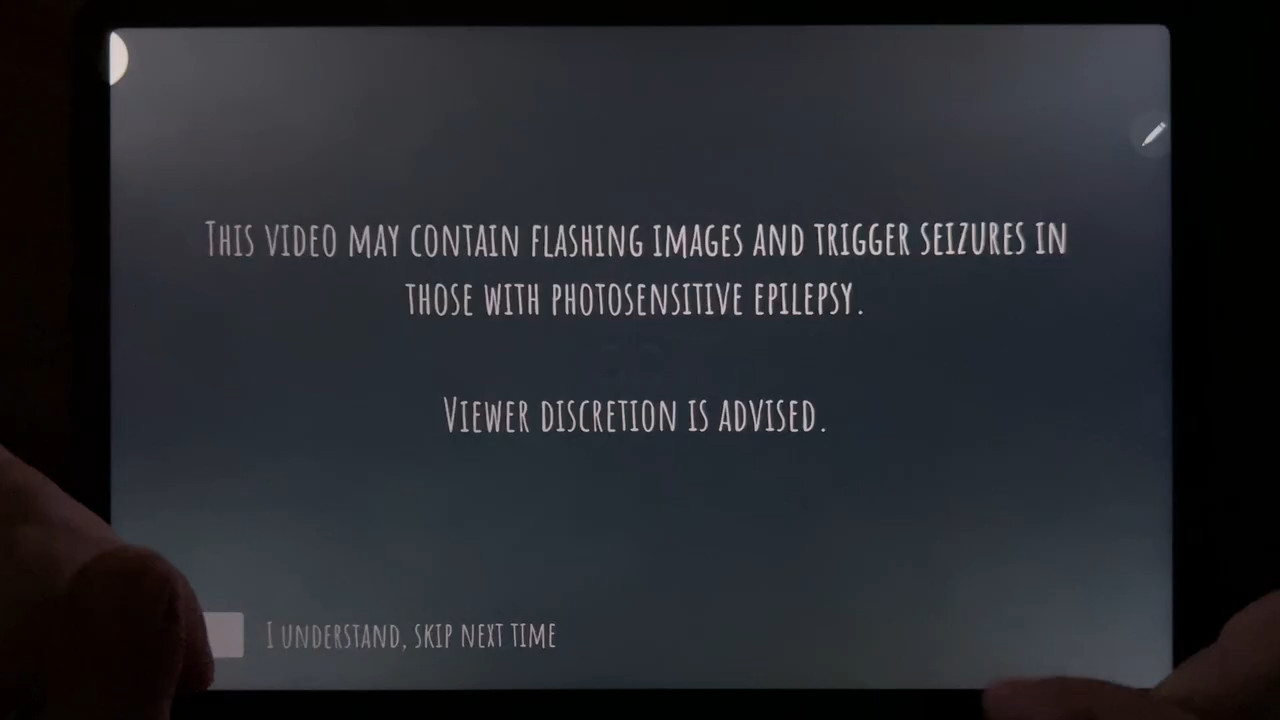 This video may contain flashing images and trigger seizures in
those with photosensitive epilepsy.
Viewer discretion is advised.
I understand, skip next time